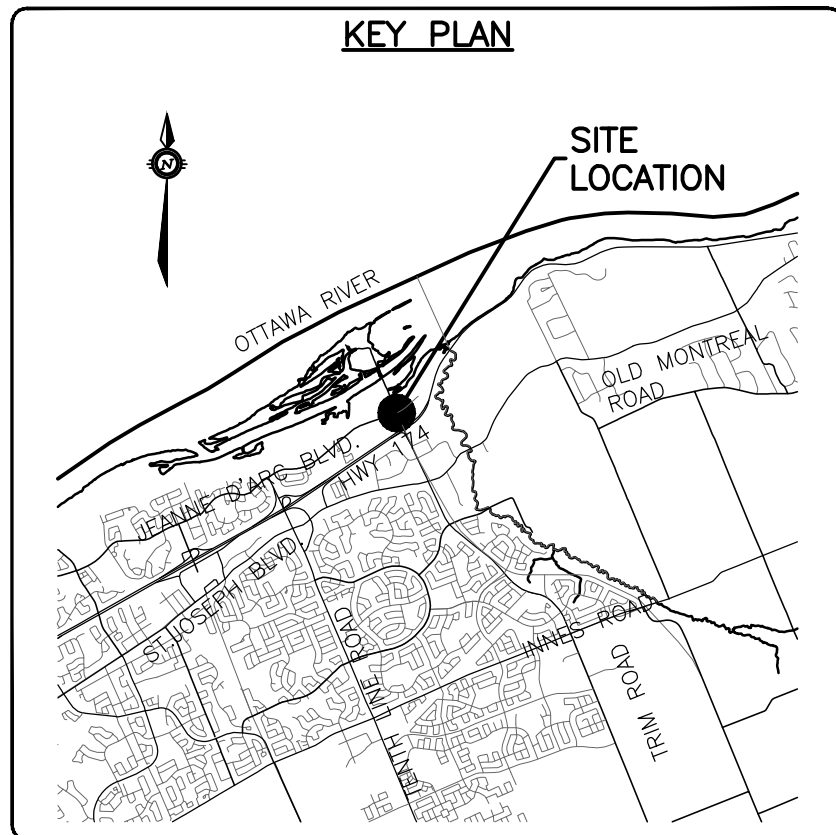 KEY PLAN
N
SITE
LOCATION
OTTAWA RIVER
OLD MONTREAL
ROAD
JEANNE D'ARC BLVD.
HWY 174
ST.JOSEPH BLVD.
TENTH LINE ROAD
INNES ROAD
TRIM ROAD